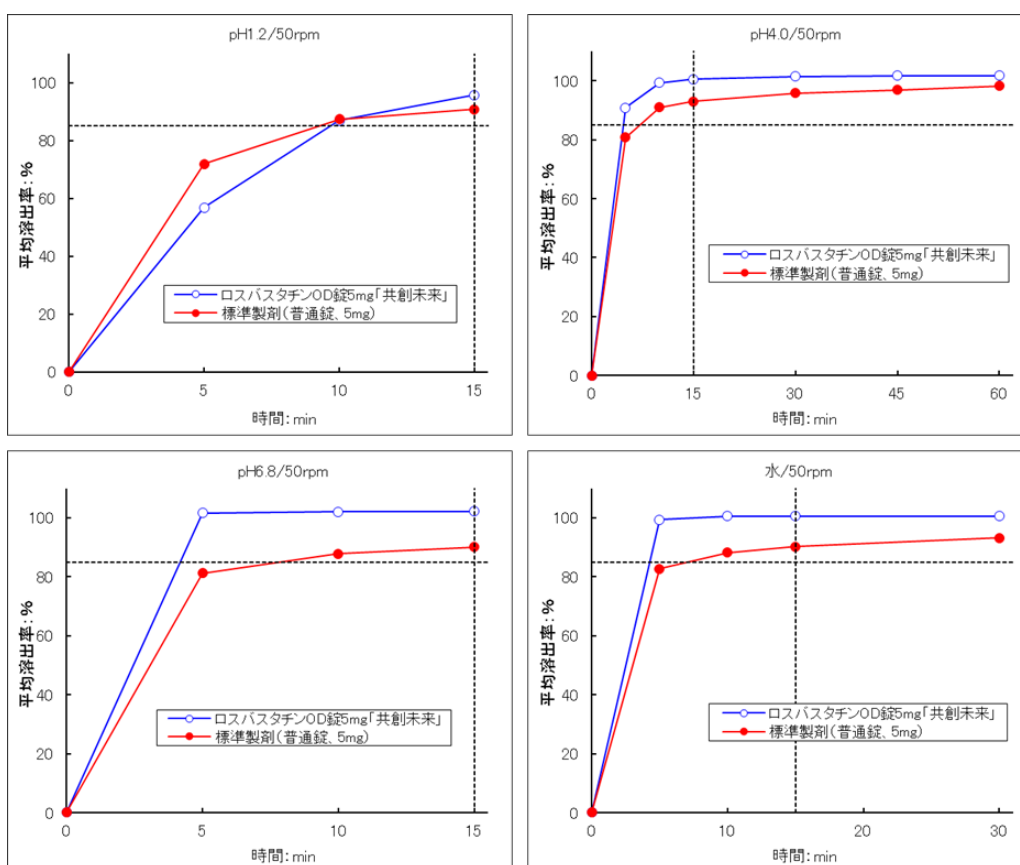 pH1.2/50rpm
平均溶出率:%
100
80
60
40
20
0
ロスバスタチンOD錠5mg「共創未来」
標準製剤(普通錠、5mg)
0 5 10 15
時間:min
pH4.0/50rpm
平均溶出率:%
100
80
60
40
20
0
ロスバスタチンOD錠5mg「共創未来」
標準製剤(普通錠、5mg)
0 15 30 45 60
時間:min
pH6.8/50rpm
平均溶出率:%
100
80
60
40
20
0
ロスバスタチンOD錠5mg「共創未来」
標準製剤(普通錠、5mg)
0 5 10 15
時間:min
水/50rpm
平均溶出率:%
100
80
60
40
20
0
ロスバスタチンOD錠5mg「共創未来」
標準製剤(普通錠、5mg)
0 10 20 30
時間:min